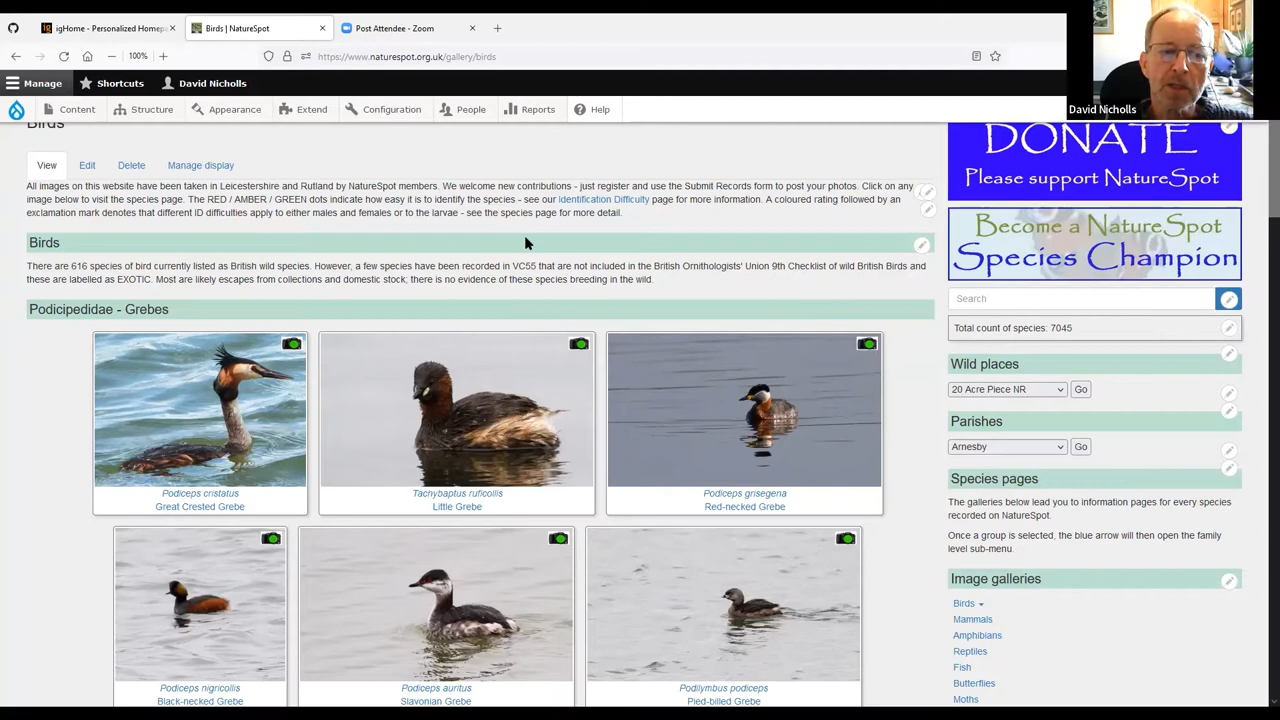 igHome - Personalized Homep
Birds | NatureSpot
Post Attendee - Zoom
100%
https://www.naturespot.org.uk/gallery/birds
Manage
Shortcuts
David Nicholls
David Nicholls
Content
Structure
Appearance
Extend
Configuration
People
Reports
Help
Birds
View
Edit
Delete
Manage display
All images on this website have been taken in Leicestershire and Rutland by NatureSpot members. We welcome new contributions - just register and use the Submit Records form to post your photos. Click on any
image below to visit the species page. The RED / AMBER / GREEN dots indicate how easy it is to identify the species - see our Identification Difficulty page for more information. A coloured rating followed by an
exclamation mark denotes that different ID difficulties apply to either males and females or to the larvae - see the species page for more detail.
Birds
There are 616 species of bird currently listed as British wild species. However, a few species have been recorded in VC55 that are not included in the British Ornithologists' Union 9th Checklist of wild British Birds and
these are labelled as EXOTIC. Most are likely escapes from collections and domestic stock; there is no evidence of these species breeding in the wild.
Podicipedidae - Grebes
Podiceps cristatus
Great Crested Grebe
Tachybaptus ruficollis
Little Grebe
Podiceps grisegena
Red-necked Grebe
Podiceps nigricollis
Black-necked Grebe
Podiceps auritus
Slavonian Grebe
Podilymbus podiceps
Pied-billed Grebe
DONATE
Please support NatureSpot
Become a NatureSpot
Species Champion
Search
Total count of species: 7045
Wild places
20 Acre Piece NR
Go
Parishes
Arnesby
Go
Species pages
The galleries below lead you to information pages for every species
recorded on NatureSpot.
Once a group is selected, the blue arrow will then open the family
level sub-menu.
Image galleries
Birds
Mammals
Amphibians
Reptiles
Fish
Butterflies
Moths